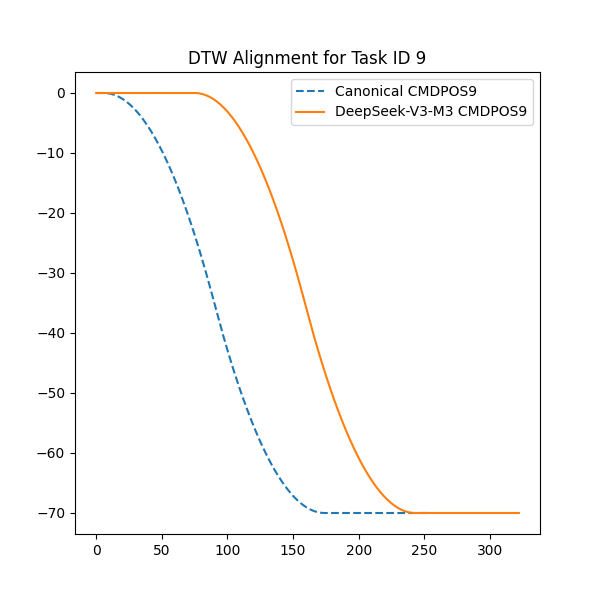 DTW Alignment for Task ID 9
Canonical CMDPOS9
DeepSeek-V3-M3 CMDPOS9
0
−10
−20
−30
−40
−50
−60
−70
0 50 100 150 200 250 300